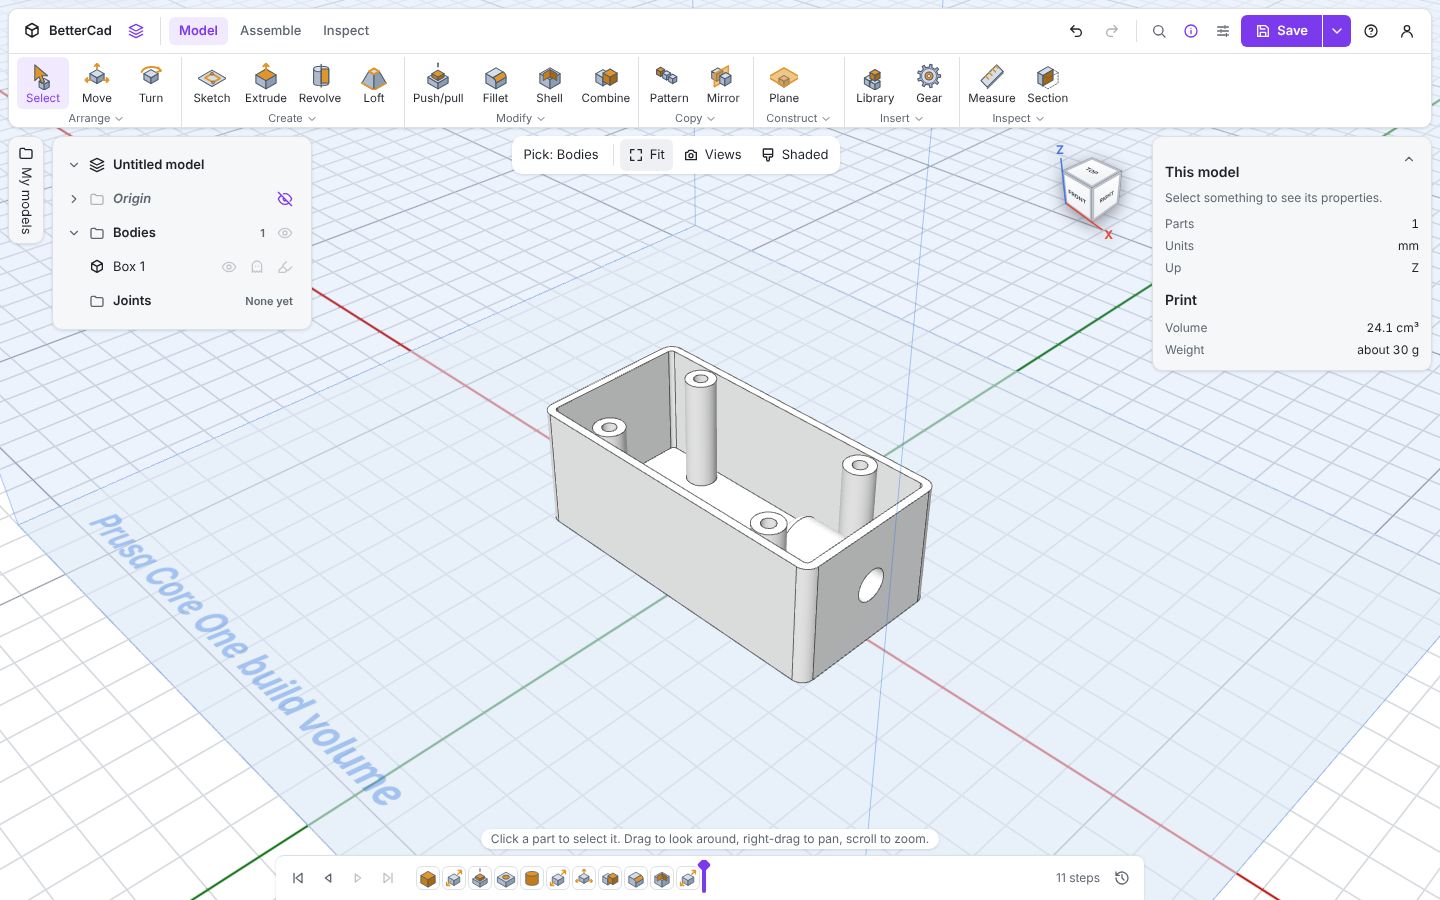 BetterCad
Model
Assemble
Inspect
Save
Select
Move
Turn
Sketch
Extrude
Revolve
Loft
Push/pull
Fillet
Shell
Combine
Pattern
Mirror
Plane
Library
Gear
Measure
Section
Arrange
Create
Modify
Copy
Construct
Insert
Inspect
My models
Untitled model
Origin
Bodies 1
Box 1
Joints None yet
Pick: Bodies
Fit
Views
Shaded
Z
TOP
FRONT
RIGHT
X
This model
Select something to see its properties.
Parts 1
Units mm
Up Z
Print
Volume 24.1 cm³
Weight about 30 g
Prusa Core One build volume
Click a part to select it. Drag to look around, right-drag to pan, scroll to zoom.
11 steps